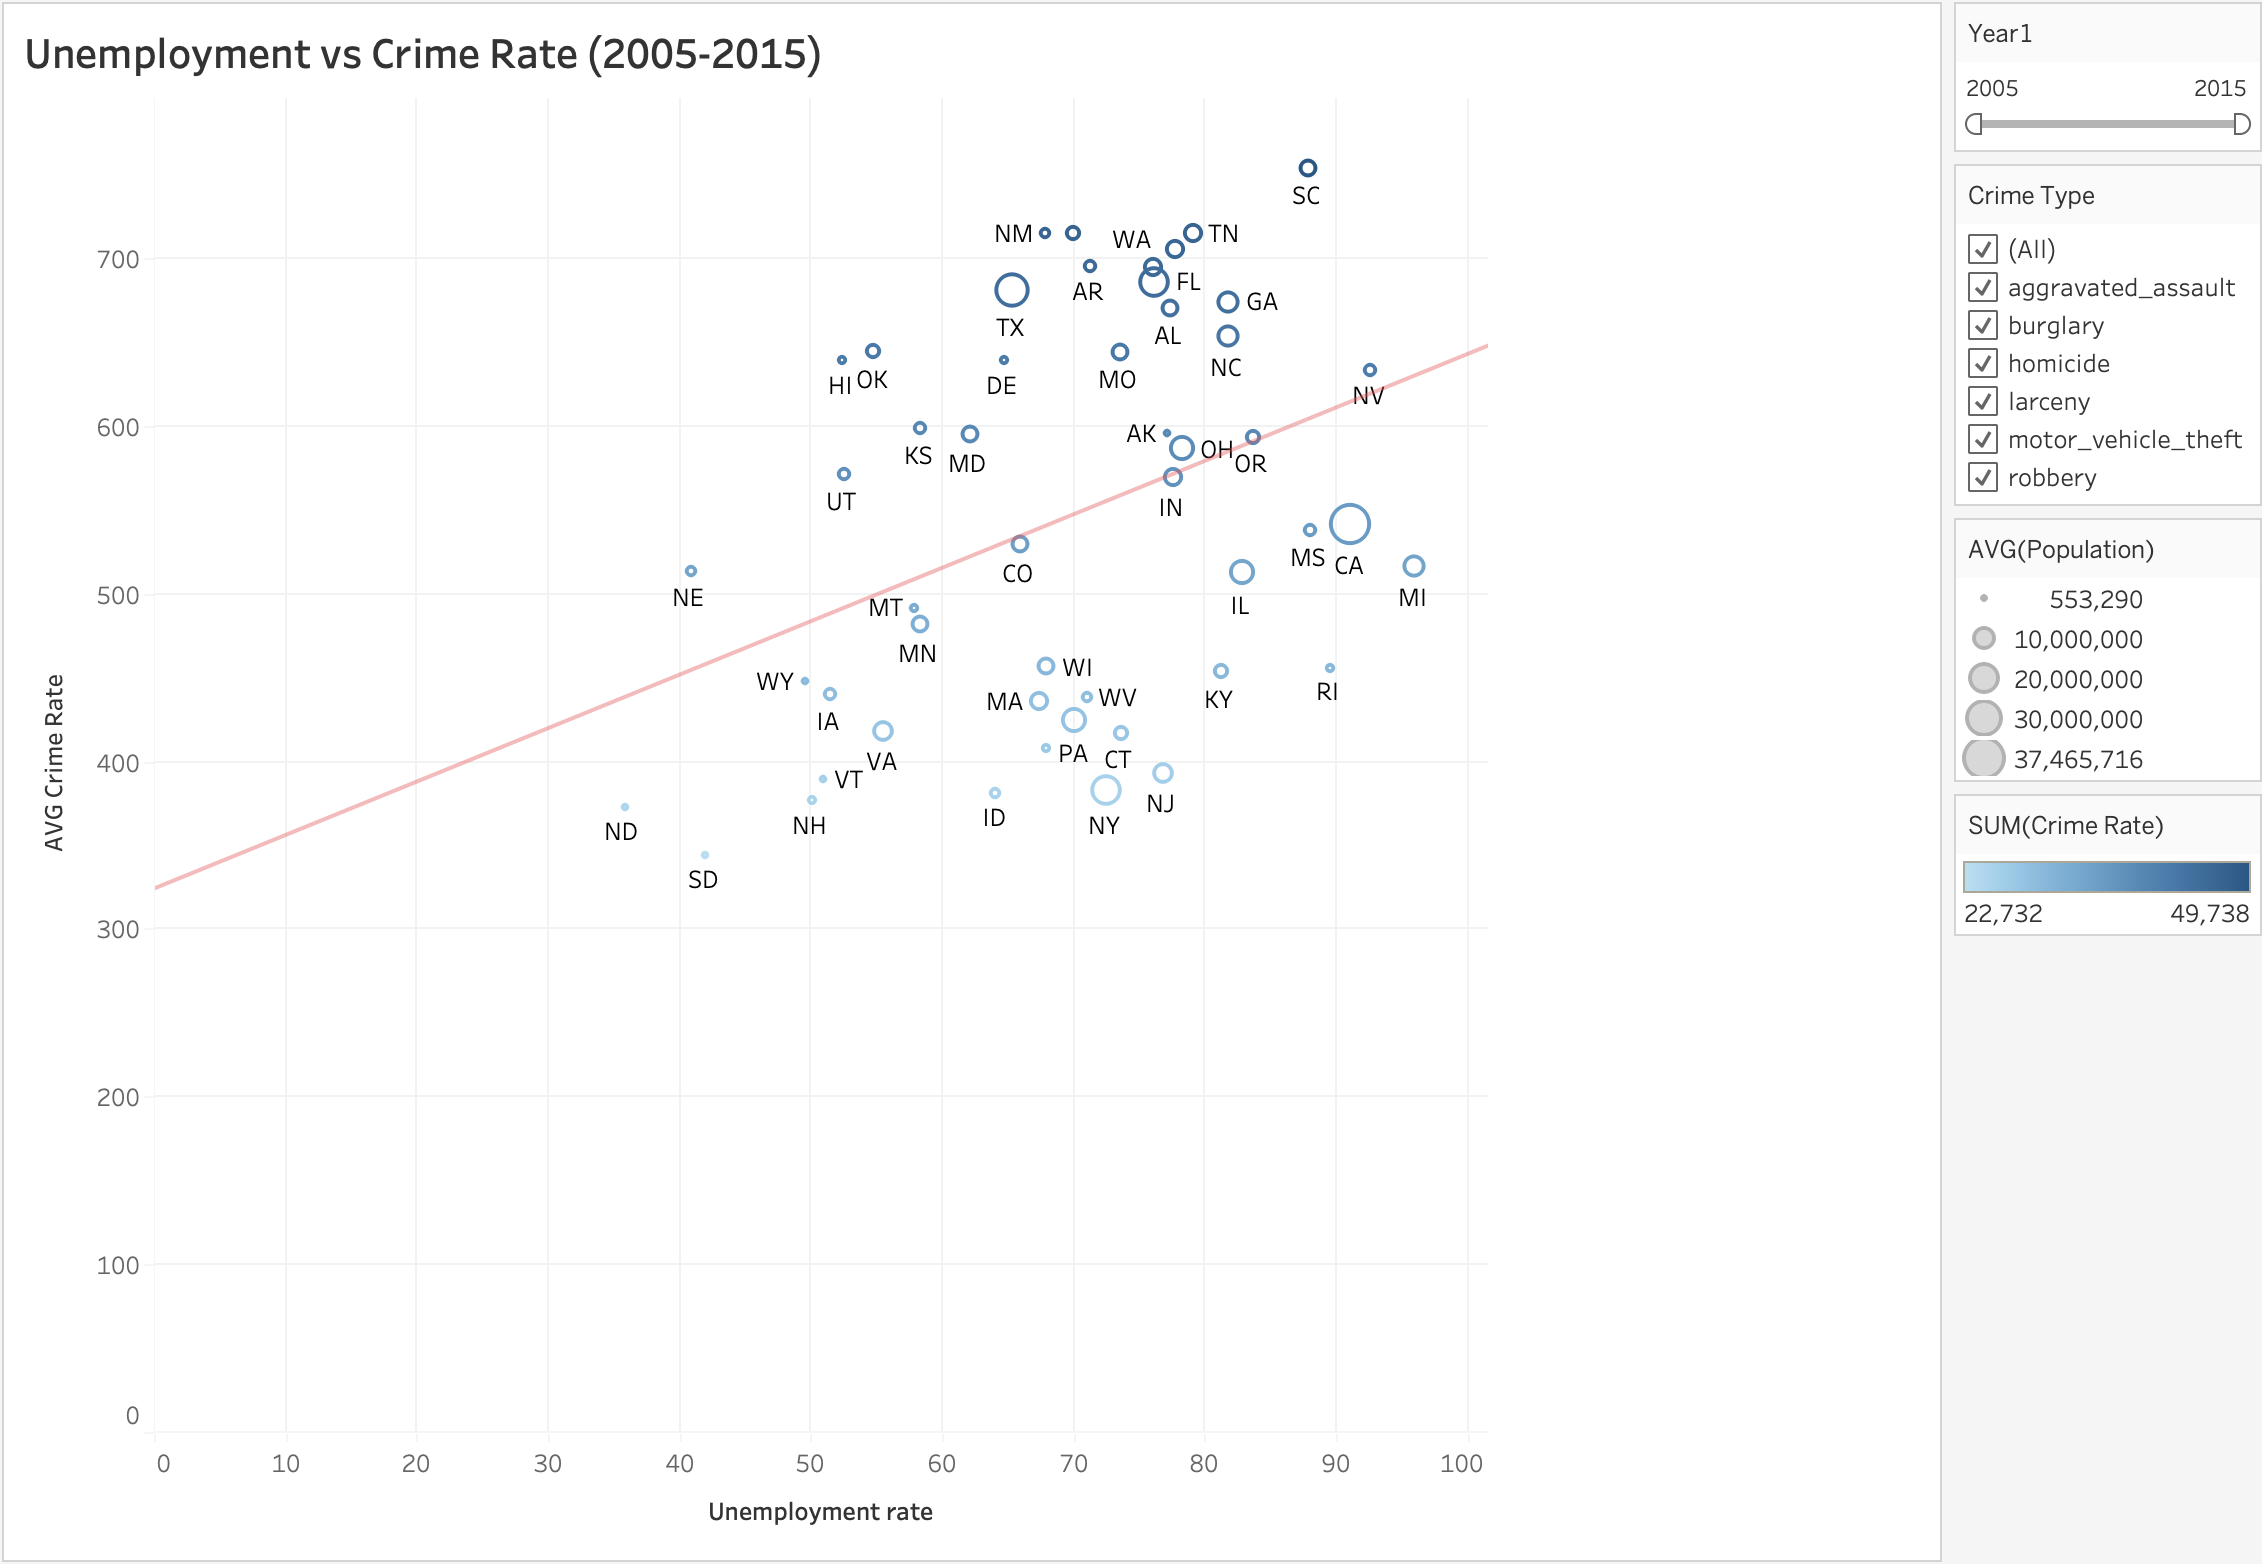 Unemployment vs Crime Rate (2005-2015)
SC
NM
WA
TN
700
AR
FL
TX
GA
AL
HI
OK
DE
MO
NC
NV
600
KS
MD
AK
OH
OR
UT
IN
CO
MS
CA
500
NE
MT
IL
MI
MN
WY
WI
IA
MA
WV
KY
RI
AVG Crime Rate
400
VA
PA
CT
VT
NH
ID
NY
NJ
ND
SD
300
200
100
0
0 10 20 30 40 50 60 70 80 90 100
Unemployment rate
Year1
2005 2015
Crime Type
(All)
aggravated_assault
burglary
homicide
larceny
motor_vehicle_theft
robbery
AVG(Population)
553,290
10,000,000
20,000,000
30,000,000
37,465,716
SUM(Crime Rate)
22,732 49,738